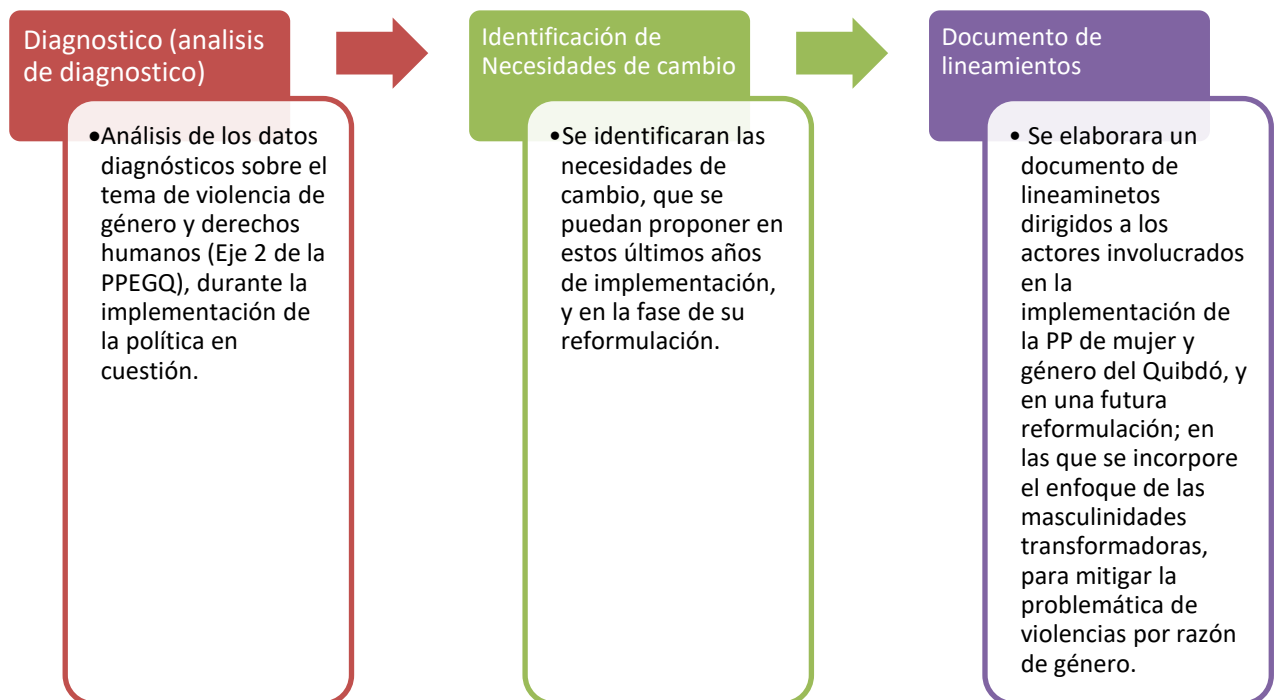 Diagnostico (analisis
de diagnostico)
•Análisis de los datos
diagnósticos sobre el
tema de violencia de
género y derechos
humanos (Eje 2 de la
PPEGQ), durante la
implementación de
la política en
cuestión.
Identificación de
Necesidades de cambio
•Se identificaran las
necesidades de
cambio, que se
puedan proponer en
estos últimos años
de implementación,
y en la fase de su
reformulación.
Documento de
lineamientos
• Se elaborara un
documento de
lineaminetos
dirigidos a los
actores involucrados
en la
implementación de
la PP de mujer y
género del Quibdó, y
en una futura
reformulación; en
las que se incorpore
el enfoque de las
masculinidades
transformadoras,
para mitigar la
problemática de
violencias por razón
de género.